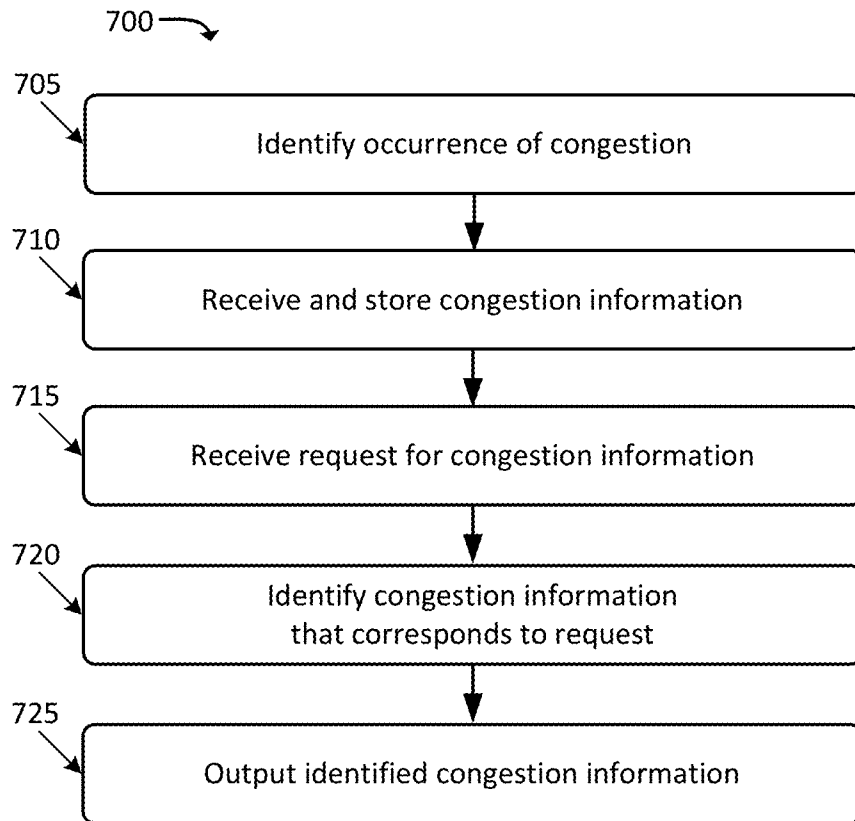 700
705
Identify occurrence of congestion
710
Receive and store congestion information
715
Receive request for congestion information
720
Identify congestion information
that corresponds to request
725
Output identified congestion information